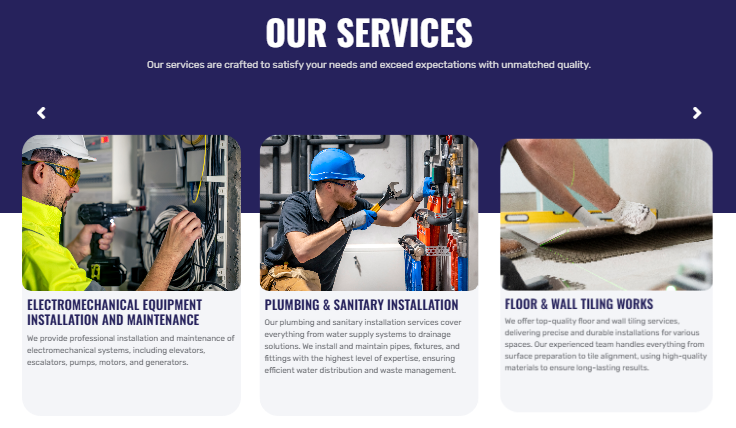 OUR SERVICES
Our services are crafted to satisfy your needs and exceed expectations with unmatched quality.
ELECTROMECHANICAL EQUIPMENT
INSTALLATION AND MAINTENANCE
We provide professional installation and maintenance of
electromechanical systems, including elevators,
escalators, pumps, motors, and generators.
PLUMBING & SANITARY INSTALLATION
Our plumbing and sanitary installation services cover
everything from water supply systems to drainage
solutions. We install and maintain pipes, fixtures, and
fittings with the highest level of expertise, ensuring
efficient water distribution and waste management.
FLOOR & WALL TILING WORKS
We offer top-quality floor and wall tiling services,
delivering precise and durable installations for various
spaces. Our experienced team handles everything from
surface preparation to tile alignment, using high-quality
materials to ensure long-lasting results.